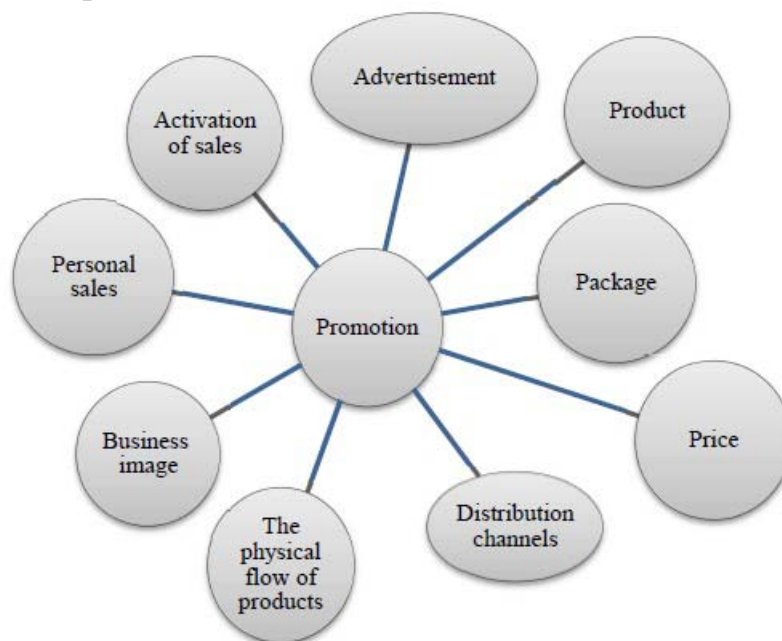 Advertisement
Product
Package
Price
Distribution
channels
The
physical
flow of
products
Business
image
Personal
sales
Activation
of sales
Promotion